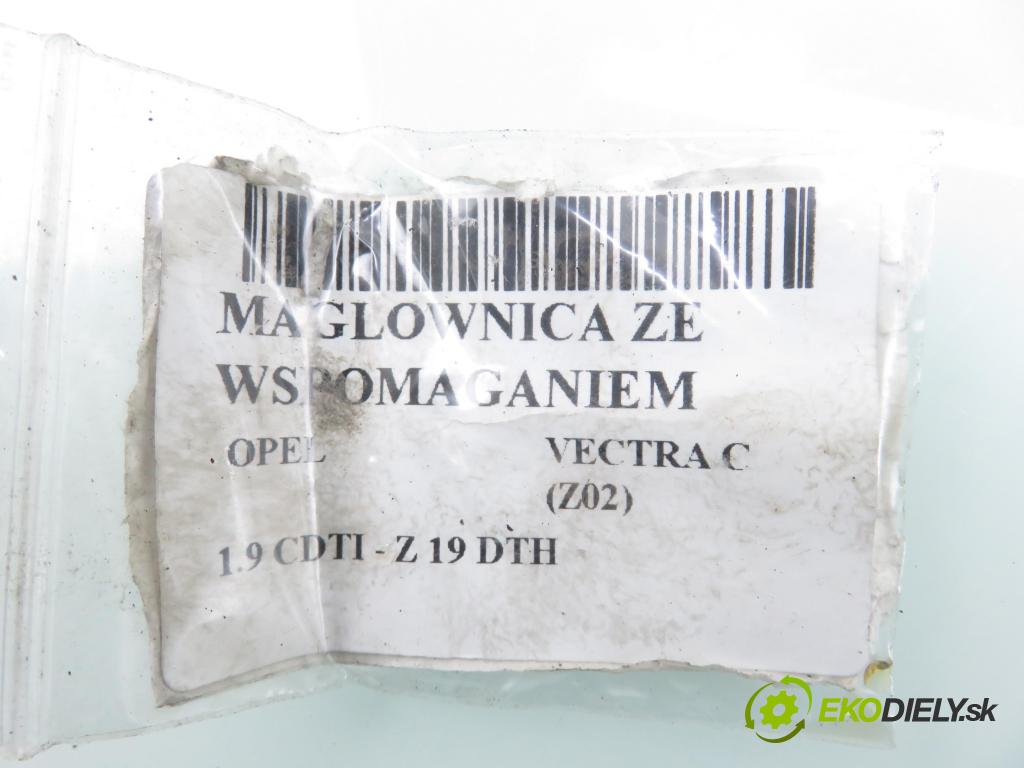 MAGLOWNICA ZE
WSPOMAGANIEM
OPEL VECTRA C
(Z02)
1.9 CDTI - Z 19 DTH
EKODIELY.sk